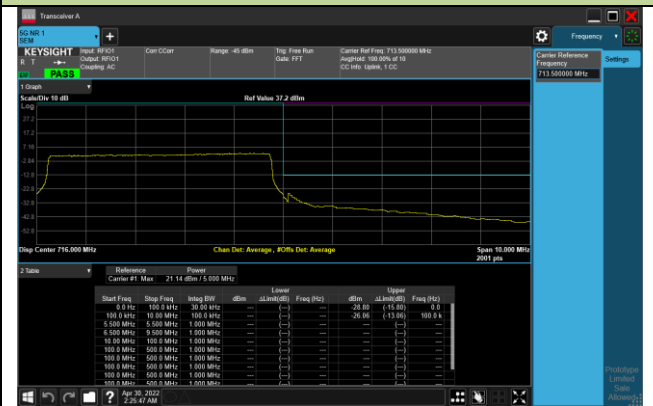 Transceiver A
5G NR 1
SEM
Frequency
KEYSIGHT
R T
PASS
Input: RFIO1
Output: RFIO1
Coupling: AC
Corr CCorr
Range: -45 dBm
Trig: Free Run
Gate: FFT
Carrier Ref Freq: 713.500000 MHz
Avg|Hold: 100.00% of 10
CC Info: Uplink, 1 CC
Carrier Reference
Frequency
713.500000 MHz
Settings
1 Graph
Scale/Div 10 dB
Ref Value 37.2 dBm
Log
27.2
17.2
7.16
-2.84
-12.8
-22.8
-32.8
-42.8
-52.8
Disp Center 716.000 MHz
Chan Det: Average , #Offs Det: Average
Span 10.000 MHz
2001 pts
2 Table
Reference Power
Carrier #1 Max 21.14 dBm / 5.000 MHz
Lower Upper
Start Freq Stop Freq Integ BW dBm ΔLimit(dB) Freq (Hz) dBm ΔLimit(dB) Freq (Hz)
0.0 Hz 100.0 kHz 30.00 kHz --- (---) --- -28.80 (-15.80) 0.0
100.0 kHz 10.00 MHz 100.0 kHz --- (---) --- -26.06 (-13.06) 100.0 k
5.500 MHz 5.500 MHz 1.000 MHz --- (---) --- --- (---) ---
6.500 MHz 9.500 MHz 1.000 MHz --- (---) --- --- (---) ---
10.00 MHz 100.0 MHz 1.000 MHz --- (---) --- --- (---) ---
100.0 MHz 500.0 MHz 1.000 MHz --- (---) --- --- (---) ---
100.0 MHz 500.0 MHz 1.000 MHz --- (---) --- --- (---) ---
100.0 MHz 500.0 MHz 1.000 MHz --- (---) --- --- (---) ---
100.0 MHz 500.0 MHz 1.000 MHz --- (---) --- --- (---) ---
Prototype
Limited
Sale
Allowed
Apr 30, 2022
2:25:47 AM